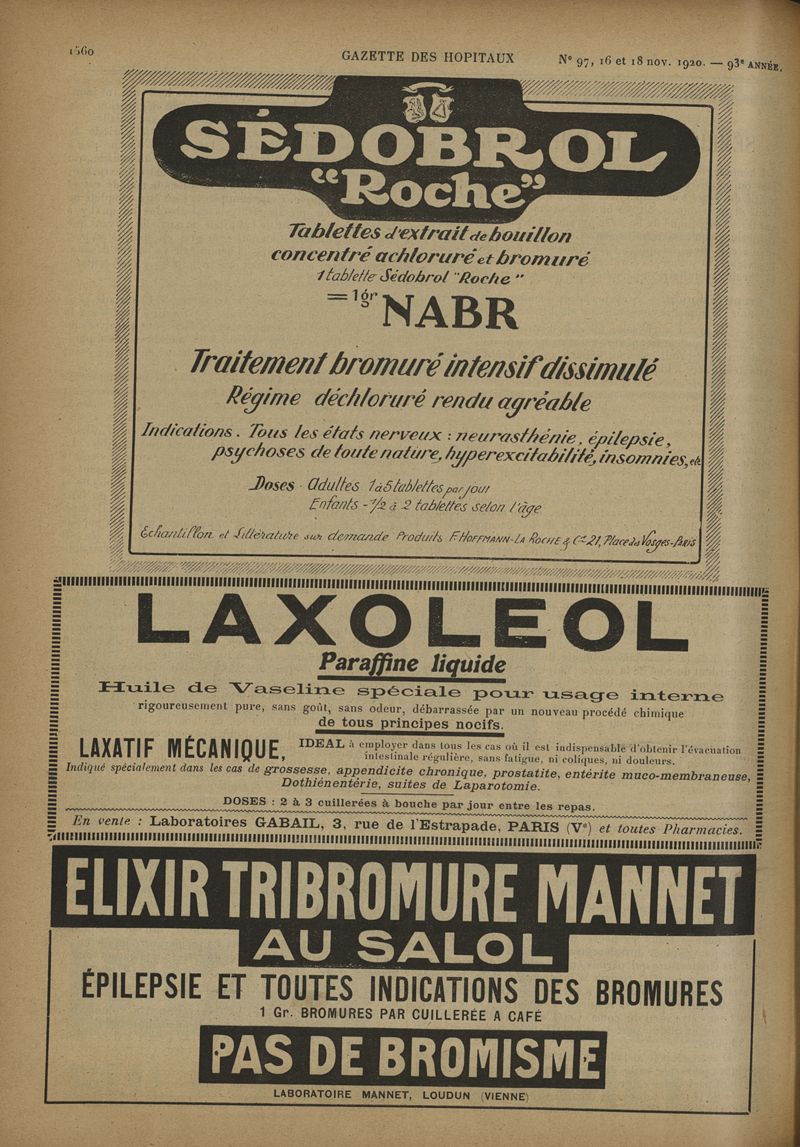 1560
GAZETTE DES HOPITAUX
N° 97, 16 et 18 nov. 1920. — 93e ANNÉE.
SÉDOBROL
"Roche"
Tablettes d'extrait de bouillon
concentré achloruré et bromuré
1 tablette Sédobrol "Roche"
= 1 gr NABR
Traitement bromuré intensif dissimulé
Régime déchloruré rendu agréable
Indications. Tous les états nerveux : neurasthénie, épilepsie,
psychoses de toute nature, hyperexcitabilité, insomnies, etc
Doses - Adultes 1 à 5 tablettes par jour
Enfants - 1/2 à 2 tablettes selon l'âge
Echantillon et Littérature sur demande Produits F. HOFFMANN-LA ROCHE & Cie 21, Place des Vosges-PARIS
LAXOLEOL
Paraffine liquide
Huile de Vaseline spéciale pour usage interne
rigoureusement pure, sans goût, sans odeur, débarrassée par un nouveau procédé chimique
de tous principes nocifs.
LAXATIF MÉCANIQUE, IDEAL à employer dans tous les cas où il est indispensable d'obtenir l'évacuation
intestinale régulière, sans fatigue, ni coliques, ni douleurs.
Indiqué spécialement dans les cas de grossesse, appendicite chronique, prostatite, entérite muco-membraneuse,
Dothiénentérie, suites de Laparotomie.
DOSES : 2 à 3 cuillerées à bouche par jour entre les repas.
En vente : Laboratoires GABAIL, 3, rue de l'Estrapade, PARIS (Ve) et toutes Pharmacies.
ELIXIR TRIBROMURE MANNET
AU SALOL
ÉPILEPSIE ET TOUTES INDICATIONS DES BROMURES
1 Gr. BROMURES PAR CUILLERÉE A CAFÉ
PAS DE BROMISME
LABORATOIRE MANNET, LOUDUN (VIENNE)